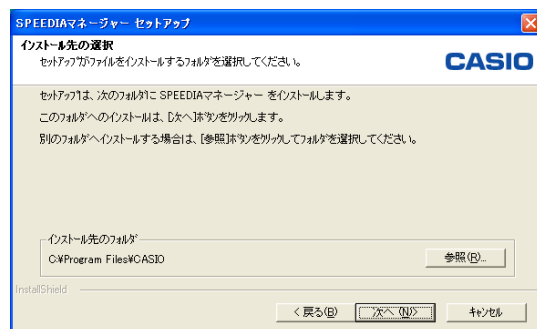 SPEEDIAマネージャー セットアップ
インストール先の選択
セットアップがファイルをインストールするフォルダを選択してください。
CASIO
セットアップは、次のフォルダに SPEEDIAマネージャー をインストールします。
このフォルダへのインストールは、[次へ]ボタンをクリックします。
別のフォルダへインストールする場合は、[参照]ボタンをクリックしてフォルダを選択してください。
インストール先のフォルダ
C:¥Program Files¥CASIO
参照(R)...
InstallShield
< 戻る(B)
次へ (N)>
キャンセル